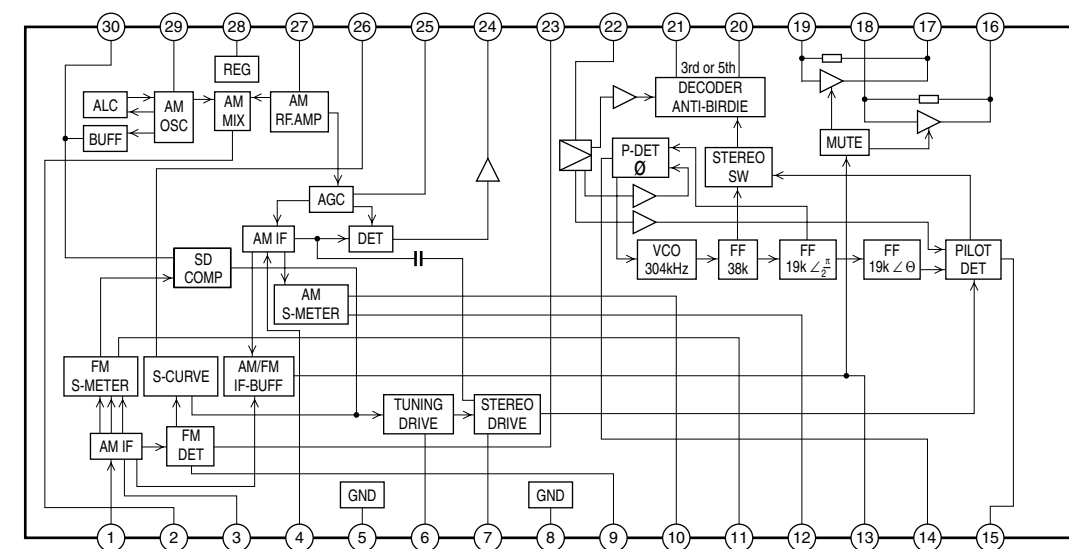 30 29 28 27 26 25 24 23 22 21 20 19 18 17 16
REG
3rd or 5th
DECODER
ANTI-BIRDIE
ALC
AM
OSC
AM
MIX
AM
RF.AMP
BUFF
MUTE
P-DET
Ø
STEREO
SW
AGC
AM IF
DET
SD
COMP
VCO
304kHz
FF
38k
FF
19k ∠π/2
FF
19k ∠Θ
PILOT
DET
AM
S-METER
FM
S-METER
S-CURVE
AM/FM
IF-BUFF
TUNING
DRIVE
STEREO
DRIVE
AM IF
FM
DET
GND
GND
1 2 3 4 5 6 7 8 9 10 11 12 13 14 15